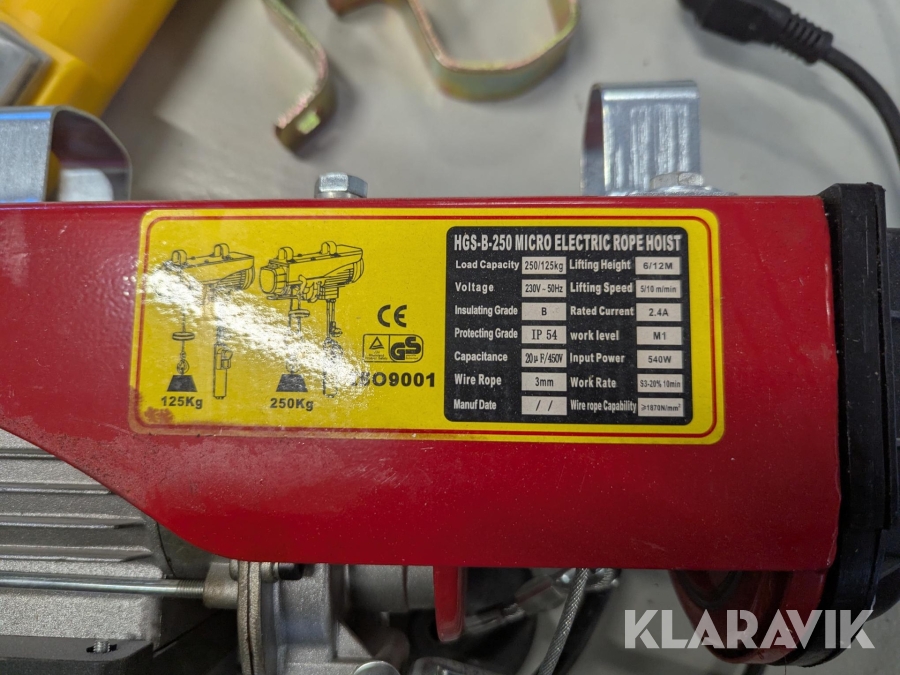 HGS-B-250 MICRO ELECTRIC ROPE HOIST
Load Capacity 250/125kg Lifting Height 6/12M
Voltage 230V - 50Hz Lifting Speed 5/10 m/min
Insulating Grade B Rated Current 2.4A
Protecting Grade IP 54 work level M1
Capacitance 20μF/450V Input Power 540W
Wire Rope 3mm Work Rate S3-20% 10min
Manuf Date / / Wire rope Capability ≥1870N/mm²
CE
GS
ISO9001
125Kg
250Kg
KLARAVIK